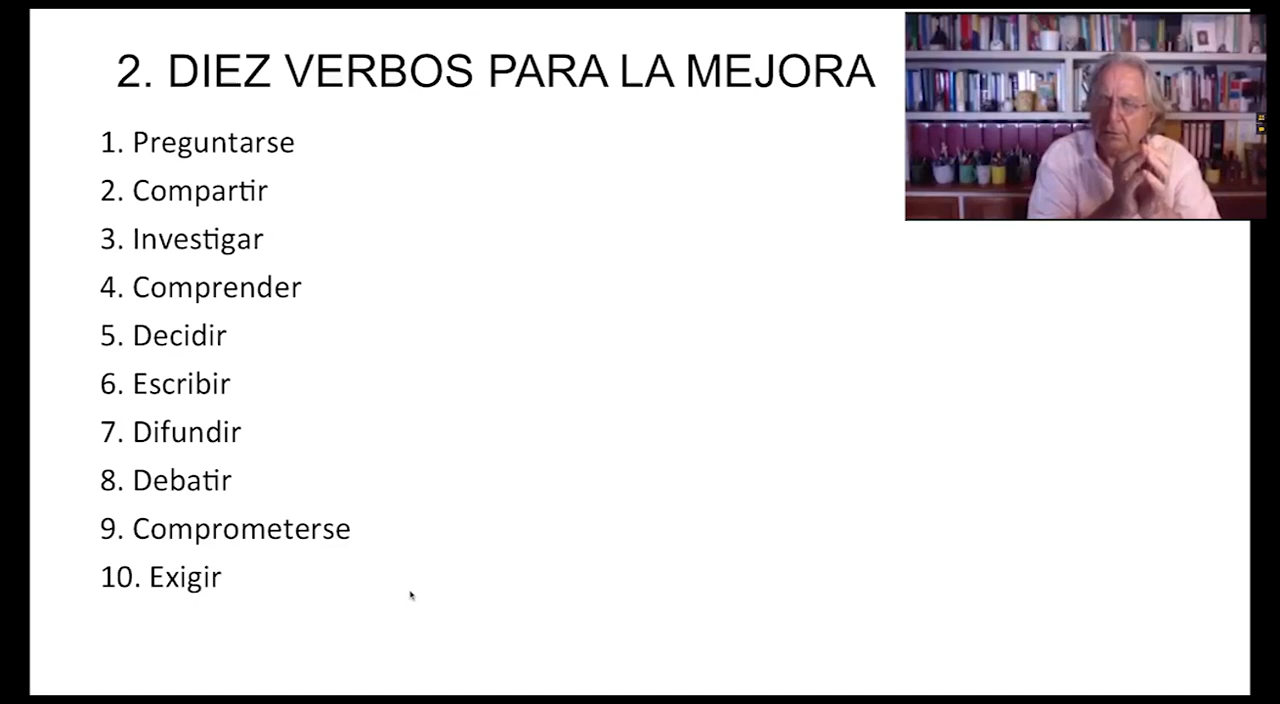 2. DIEZ VERBOS PARA LA MEJORA
1. Preguntarse
2. Compartir
3. Investigar
4. Comprender
5. Decidir
6. Escribir
7. Difundir
8. Debatir
9. Comprometerse
10. Exigir